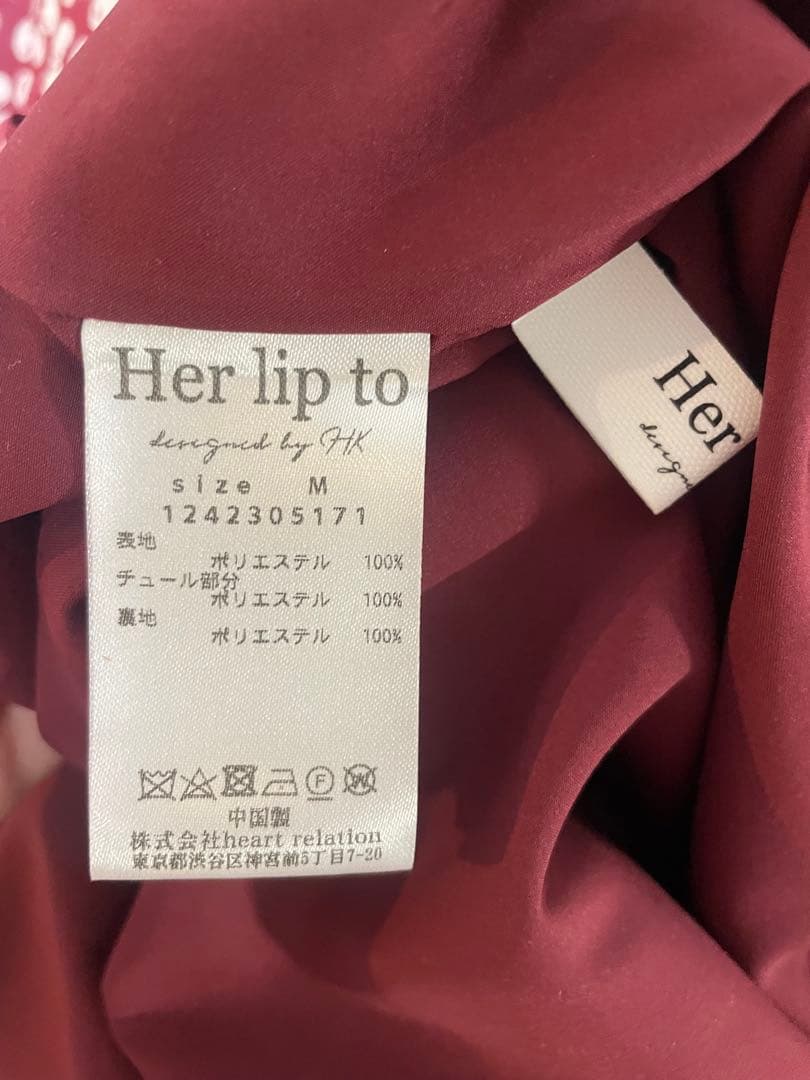 Her lip to
designed by HK
size M
1242305171
表地
ポリエステル 100%
チュール部分
ポリエステル 100%
裏地
ポリエステル 100%
F W
中国製
株式会社heart relation
東京都渋谷区神宮前5丁目7-20
Her
design